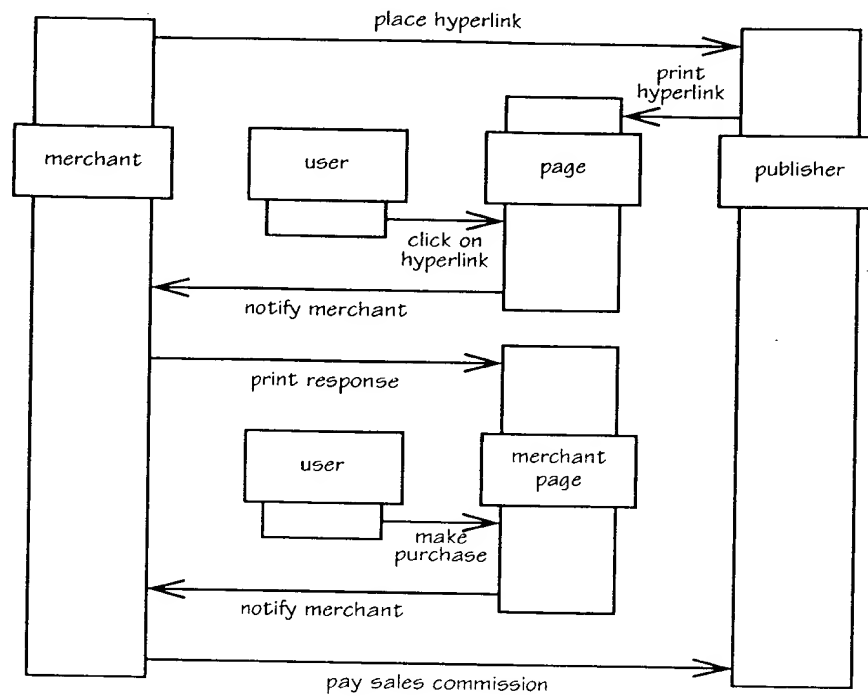 place hyperlink
print
hyperlink
merchant
user
page
publisher
click on
hyperlink
notify merchant
print response
user
merchant
page
make
purchase
notify merchant
pay sales commission